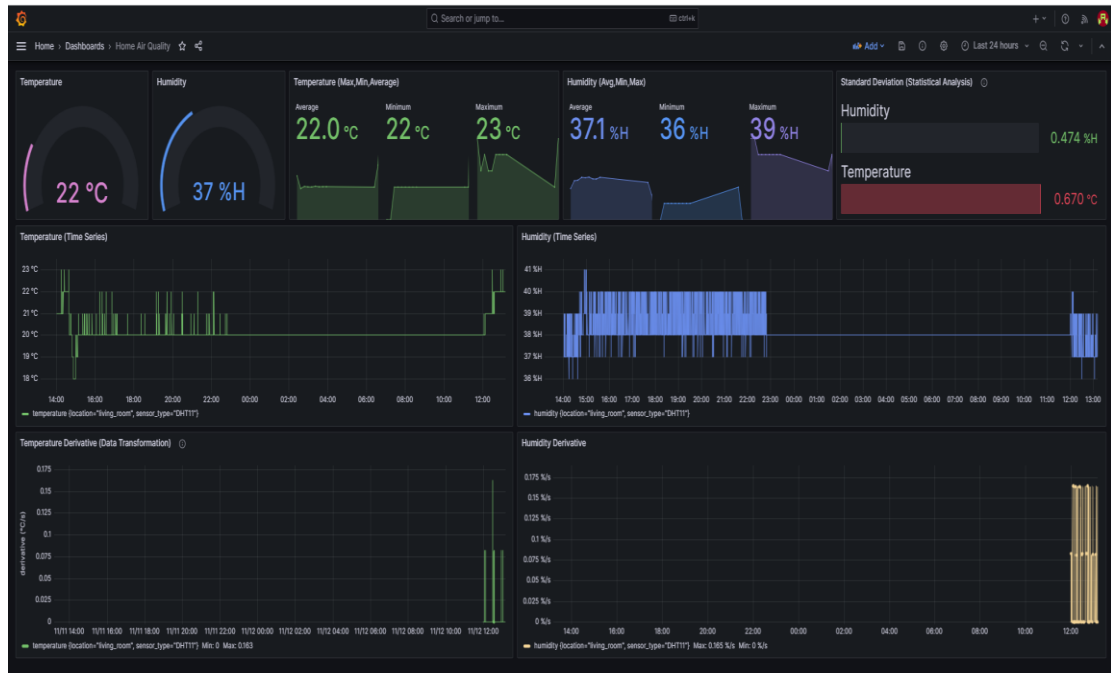 Search or jump to... ctrl+k
Home › Dashboards › Home Air Quality
Add Last 24 hours
Temperature
22 °C
Humidity
37 %H
Temperature (Max,Min,Average)
Average Minimum Maximum
22.0 °C 22 °C 23 °C
Humidity (Avg,Min,Max)
Average Minimum Maximum
37.1 %H 36 %H 39 %H
Standard Deviation (Statistical Analysis)
Humidity
0.474 %H
Temperature
0.670 °C
Temperature (Time Series)
23 °C
22 °C
21 °C
20 °C
19 °C
18 °C
14:00 16:00 18:00 20:00 22:00 00:00 02:00 04:00 06:00 08:00 10:00 12:00
temperature {location="living_room", sensor_type="DHT11"}
Humidity (Time Series)
41 %H
40 %H
39 %H
38 %H
37 %H
36 %H
14:00 15:00 16:00 17:00 18:00 19:00 20:00 21:00 22:00 23:00 00:00 01:00 02:00 03:00 04:00 05:00 06:00 07:00 08:00 09:00 10:00 11:00 12:00 13:00
humidity {location="living_room", sensor_type="DHT11"}
Temperature Derivative (Data Transformation)
derivative (°C/s)
0.175
0.15
0.125
0.1
0.075
0.05
0.025
0
11/11 14:00 11/11 16:00 11/11 18:00 11/11 20:00 11/11 22:00 11/12 00:00 11/12 02:00 11/12 04:00 11/12 06:00 11/12 08:00 11/12 10:00 11/12 12:00
temperature {location="living_room", sensor_type="DHT11"} Min: 0 Max: 0.163
Humidity Derivative
0.175 %/s
0.15 %/s
0.125 %/s
0.1 %/s
0.075 %/s
0.05 %/s
0.025 %/s
0 %/s
14:00 16:00 18:00 20:00 22:00 00:00 02:00 04:00 06:00 08:00 10:00 12:00
humidity {location="living_room", sensor_type="DHT11"} Max: 0.165 %/s Min: 0 %/s